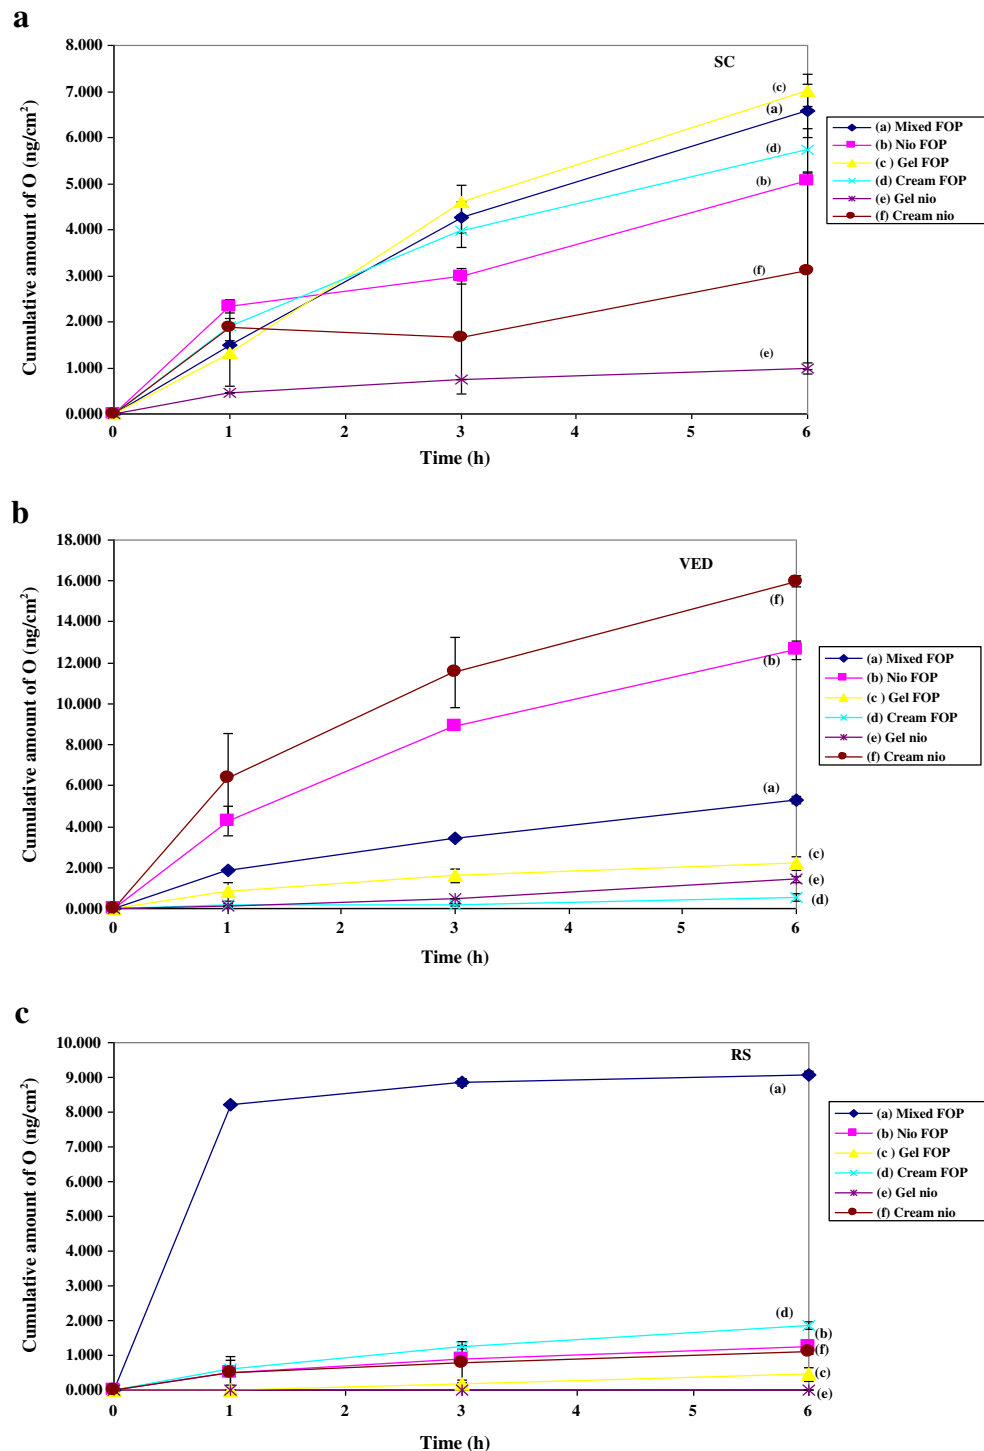 a
8.000
7.000
6.000
5.000
4.000
3.000
2.000
1.000
0.000
Cumulative amount of O (ng/cm²)
SC
(c)
(a)
(d)
(b)
(f)
(e)
0 1 2 3 4 5 6
Time (h)
(a) Mixed FOP
(b) Nio FOP
(c ) Gel FOP
(d) Cream FOP
(e) Gel nio
(f) Cream nio
b
18.000
16.000
14.000
12.000
10.000
8.000
6.000
4.000
2.000
0.000
Cumulative amount of O (ng/cm²)
VED
(f)
(b)
(a)
(c)
(e)
(d)
0 1 2 3 4 5 6
Time (h)
(a) Mixed FOP
(b) Nio FOP
(c ) Gel FOP
(d) Cream FOP
(e) Gel nio
(f) Cream nio
c
10.000
9.000
8.000
7.000
6.000
5.000
4.000
3.000
2.000
1.000
0.000
Cumulative amount of O (ng/cm²)
RS
(a)
(d)
(b)
(f)
(c)
(e)
0 1 2 3 4 5 6
Time (h)
(a) Mixed FOP
(b) Nio FOP
(c ) Gel FOP
(d) Cream FOP
(e) Gel nio
(f) Cream nio